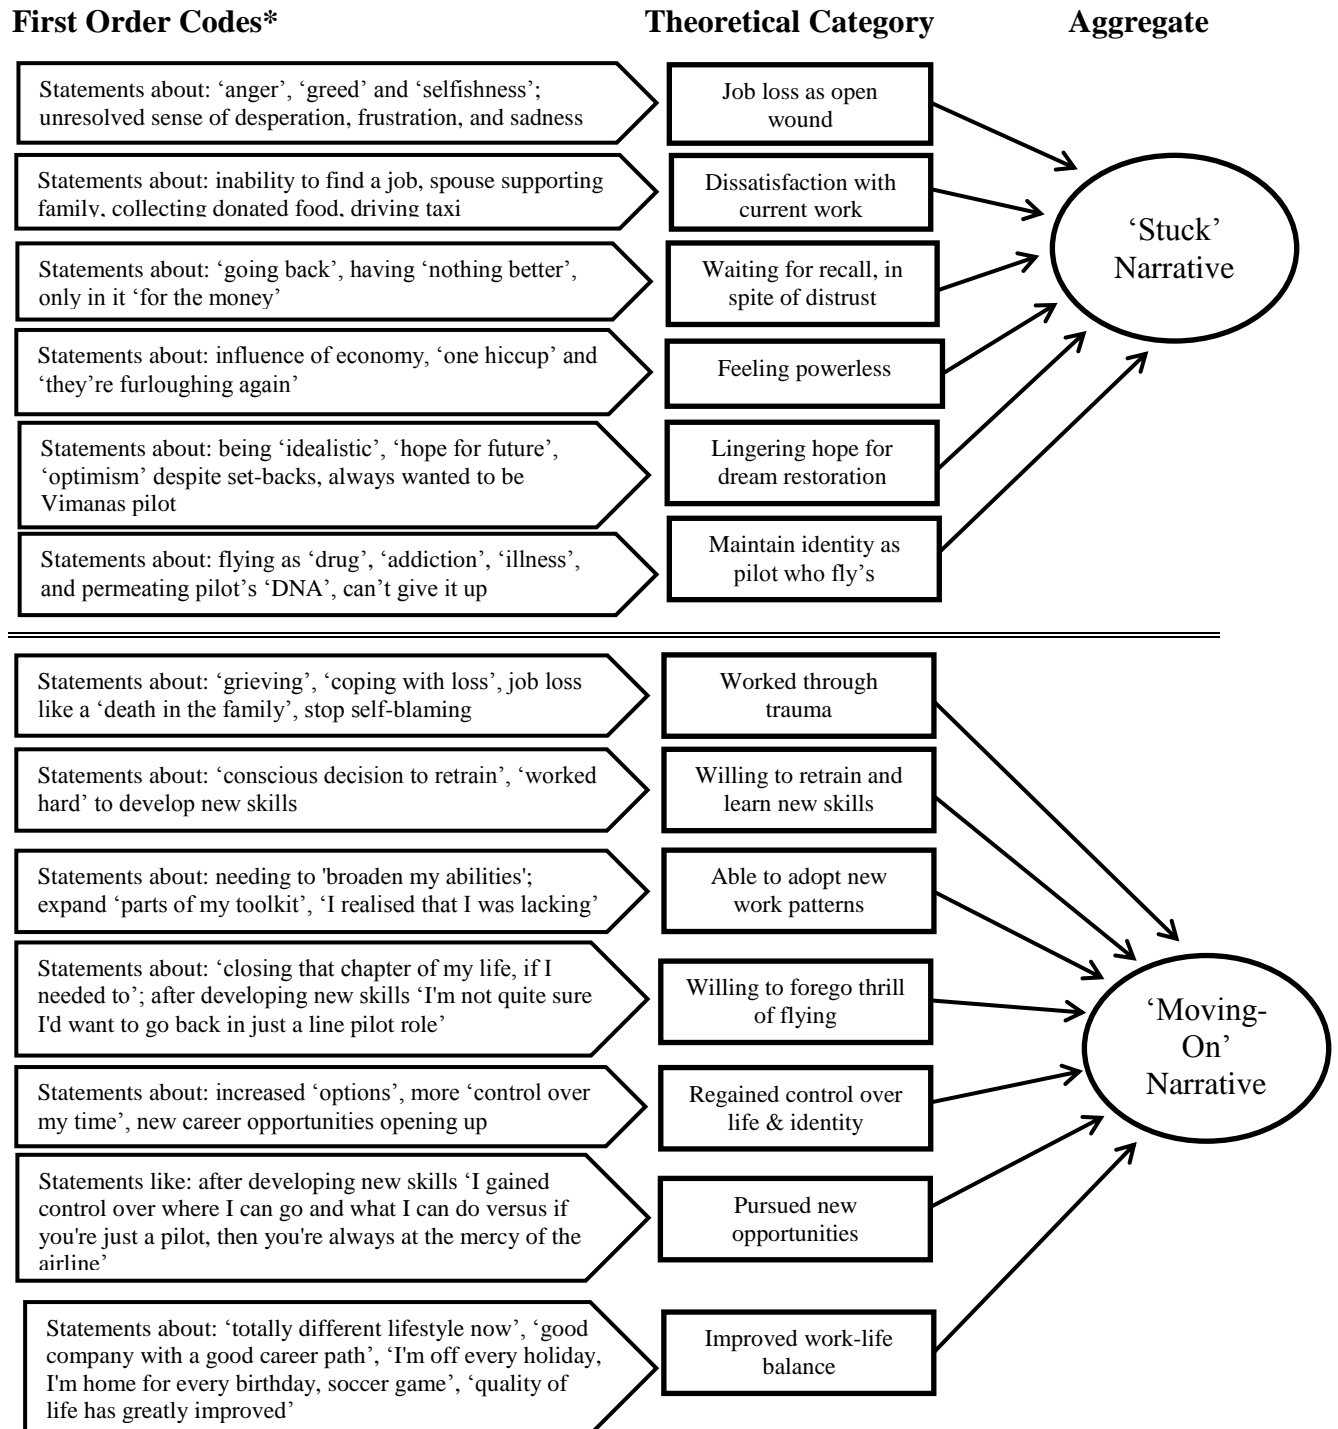 First Order Codes*
Theoretical Category
Aggregate
Statements about: ‘anger’, ‘greed’ and ‘selfishness’;
unresolved sense of desperation, frustration, and sadness
Job loss as open
wound
Statements about: inability to find a job, spouse supporting
family, collecting donated food, driving taxi
Dissatisfaction with
current work
Statements about: ‘going back’, having ‘nothing better’,
only in it ‘for the money’
Waiting for recall, in
spite of distrust
Statements about: influence of economy, ‘one hiccup’ and
‘they’re furloughing again’
Feeling powerless
Statements about: being ‘idealistic’, ‘hope for future’,
‘optimism’ despite set-backs, always wanted to be
Vimanas pilot
Lingering hope for
dream restoration
Statements about: flying as ‘drug’, ‘addiction’, ‘illness’,
and permeating pilot’s ‘DNA’, can’t give it up
Maintain identity as
pilot who fly’s
‘Stuck’
Narrative
Statements about: ‘grieving’, ‘coping with loss’, job loss
like a ‘death in the family’, stop self-blaming
Worked through
trauma
Statements about: ‘conscious decision to retrain’, ‘worked
hard’ to develop new skills
Willing to retrain and
learn new skills
Statements about: needing to 'broaden my abilities';
expand ‘parts of my toolkit’, ‘I realised that I was lacking’
Able to adopt new
work patterns
Statements about: ‘closing that chapter of my life, if I
needed to’; after developing new skills ‘I'm not quite sure
I'd want to go back in just a line pilot role’
Willing to forego thrill
of flying
Statements about: increased ‘options’, more ‘control over
my time’, new career opportunities opening up
Regained control over
life & identity
Statements like: after developing new skills ‘I gained
control over where I can go and what I can do versus if
you're just a pilot, then you're always at the mercy of the
airline’
Pursued new
opportunities
Statements about: ‘totally different lifestyle now’, ‘good
company with a good career path’, ‘I'm off every holiday,
I'm home for every birthday, soccer game’, ‘quality of
life has greatly improved’
Improved work-life
balance
‘Moving-
On’
Narrative